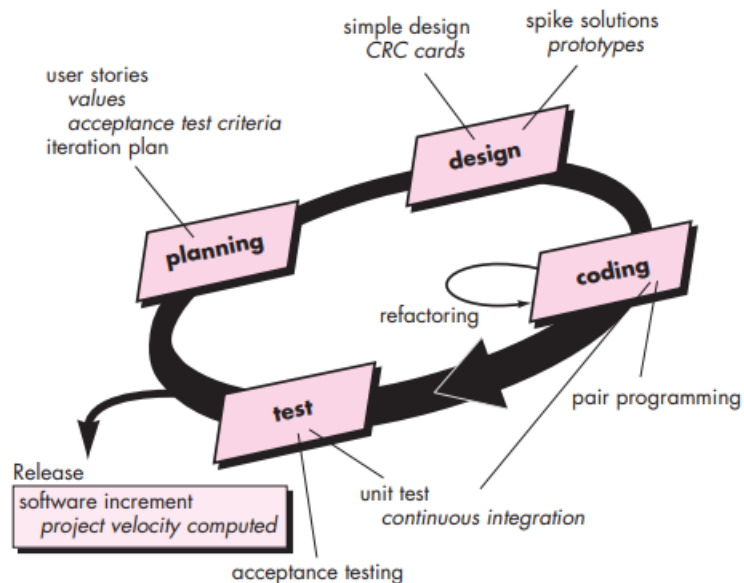 simple design
CRC cards
spike solutions
prototypes
user stories
values
acceptance test criteria
iteration plan
design
planning
coding
refactoring
pair programming
test
Release
software increment
project velocity computed
unit test
continuous integration
acceptance testing